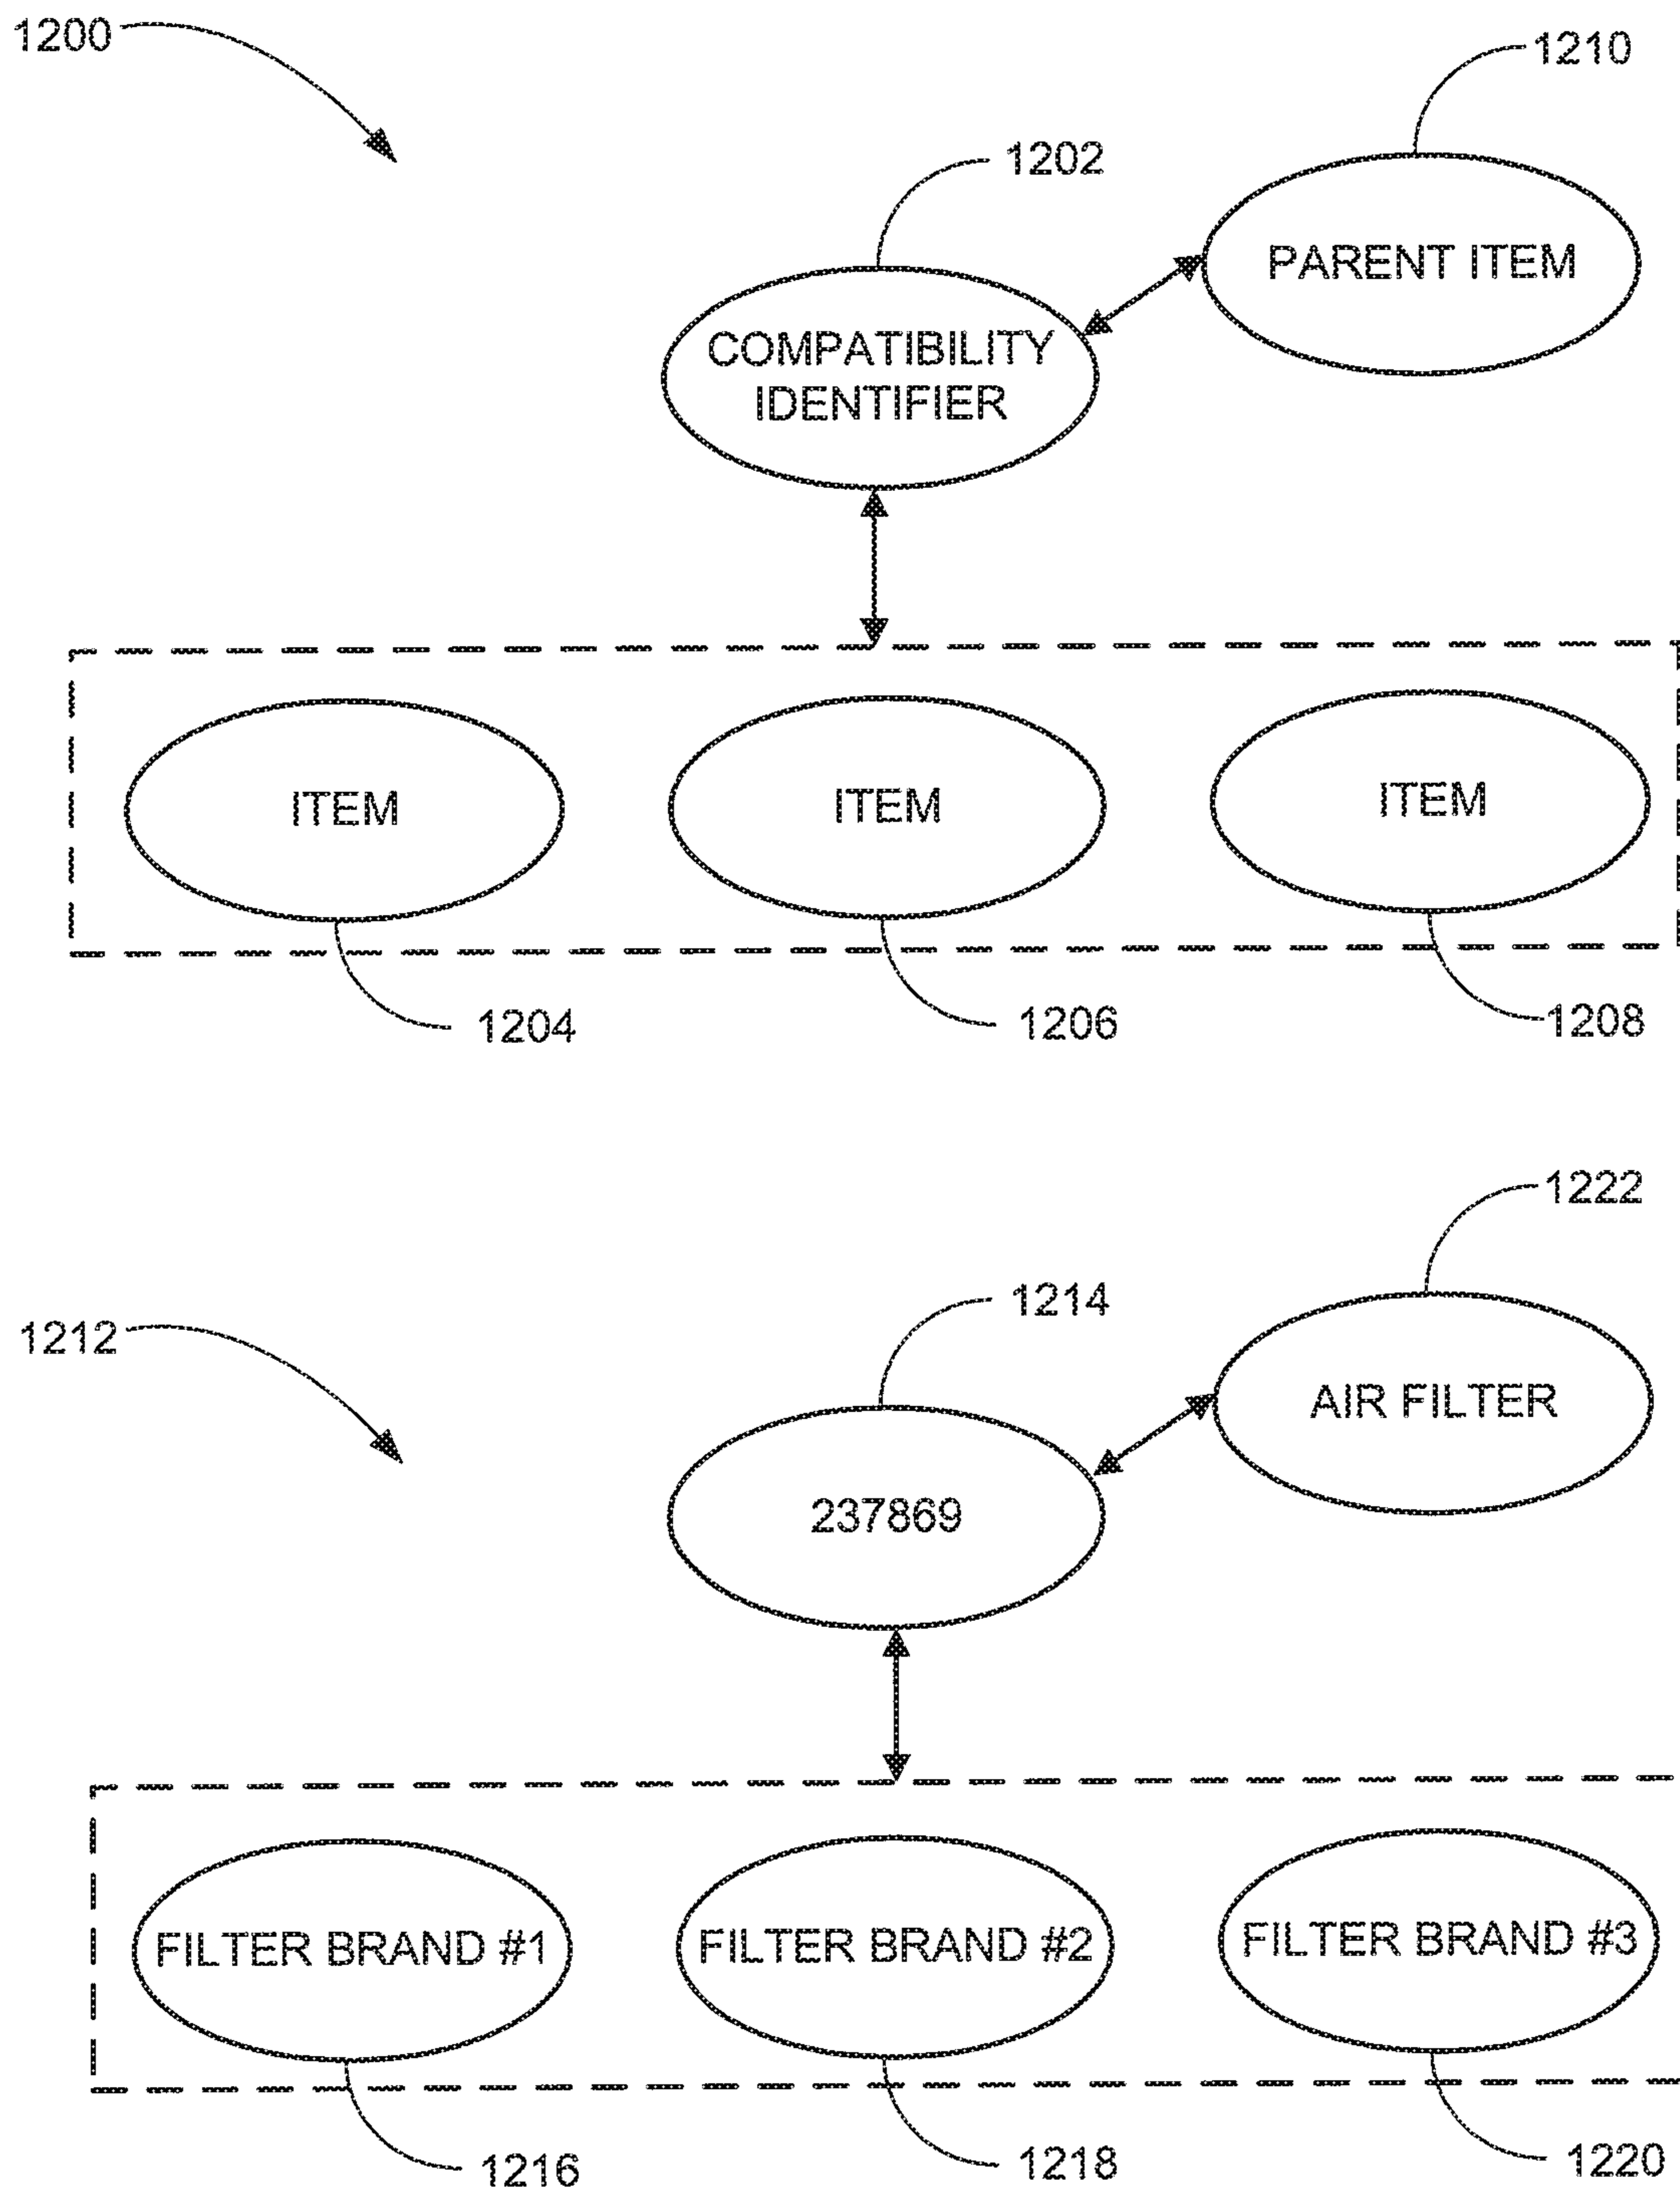 1200
1210
1202
PARENT ITEM
COMPATIBILITY
IDENTIFIER
ITEM
ITEM
ITEM
1204
1206
1208
1222
1214
1212
AIR FILTER
237869
FILTER BRAND #1
FILTER BRAND #2
FILTER BRAND #3
1216
1218
1220